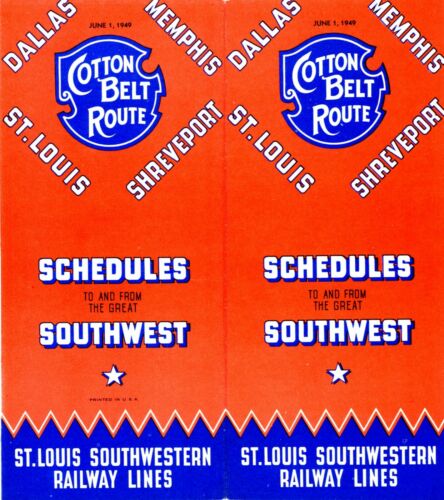 JUNE 1, 1949
DALLAS
MEMPHIS
COTTON
BELT
ROUTE
ST. LOUIS
SHREVEPORT
SCHEDULES
TO AND FROM
THE GREAT
SOUTHWEST
PRINTED IN U.S.A.
ST. LOUIS SOUTHWESTERN
RAILWAY LINES
JUNE 1, 1949
DALLAS
MEMPHIS
COTTON
BELT
ROUTE
ST. LOUIS
SHREVEPORT
SCHEDULES
TO AND FROM
THE GREAT
SOUTHWEST
ST. LOUIS SOUTHWESTERN
RAILWAY LINES